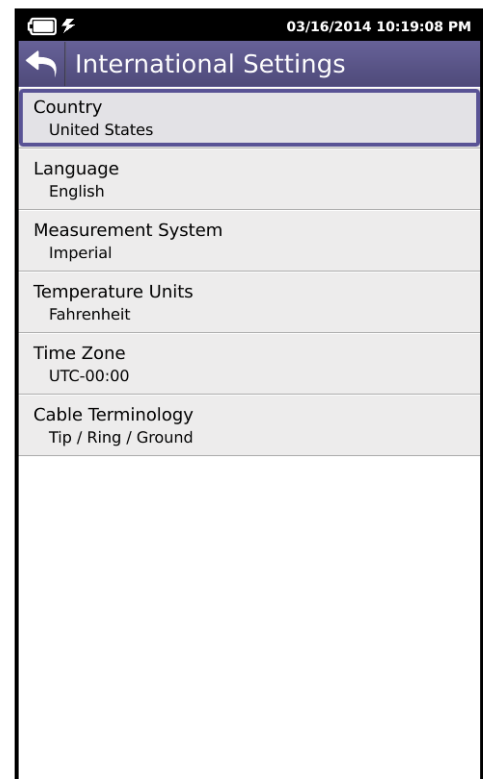 03/16/2014 10:19:08 PM
International Settings
Country
United States
Language
English
Measurement System
Imperial
Temperature Units
Fahrenheit
Time Zone
UTC-00:00
Cable Terminology
Tip / Ring / Ground